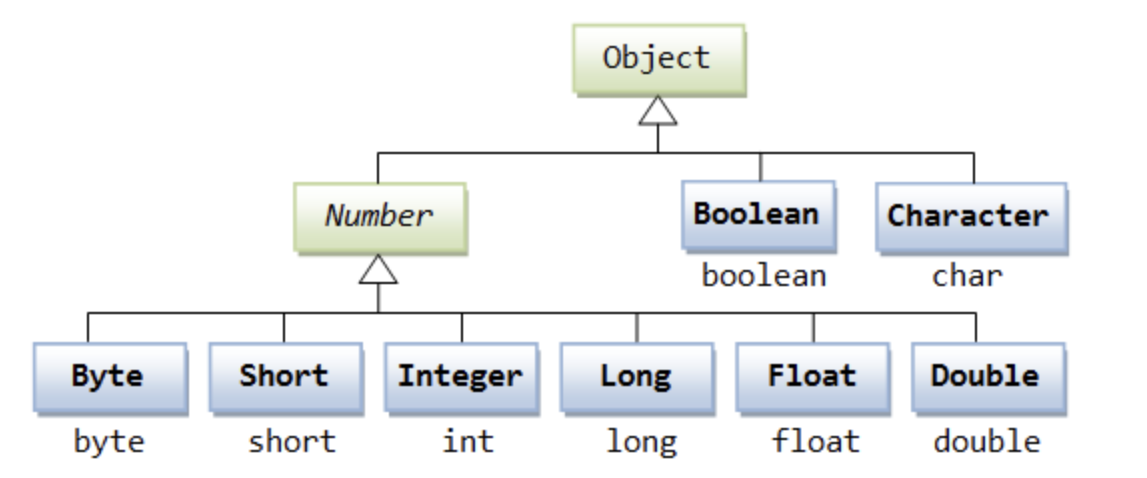 Object
Number
Boolean
Character
boolean
char
Byte
Short
Integer
Long
Float
Double
byte
short
int
long
float
double